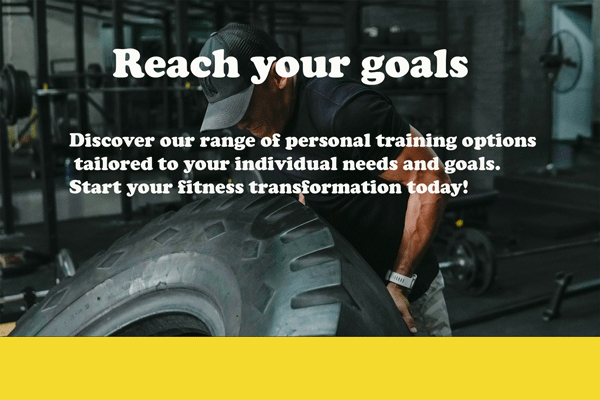 Reach your goals
Discover our range of personal training options
tailored to your individual needs and goals.
Start your fitness transformation today!